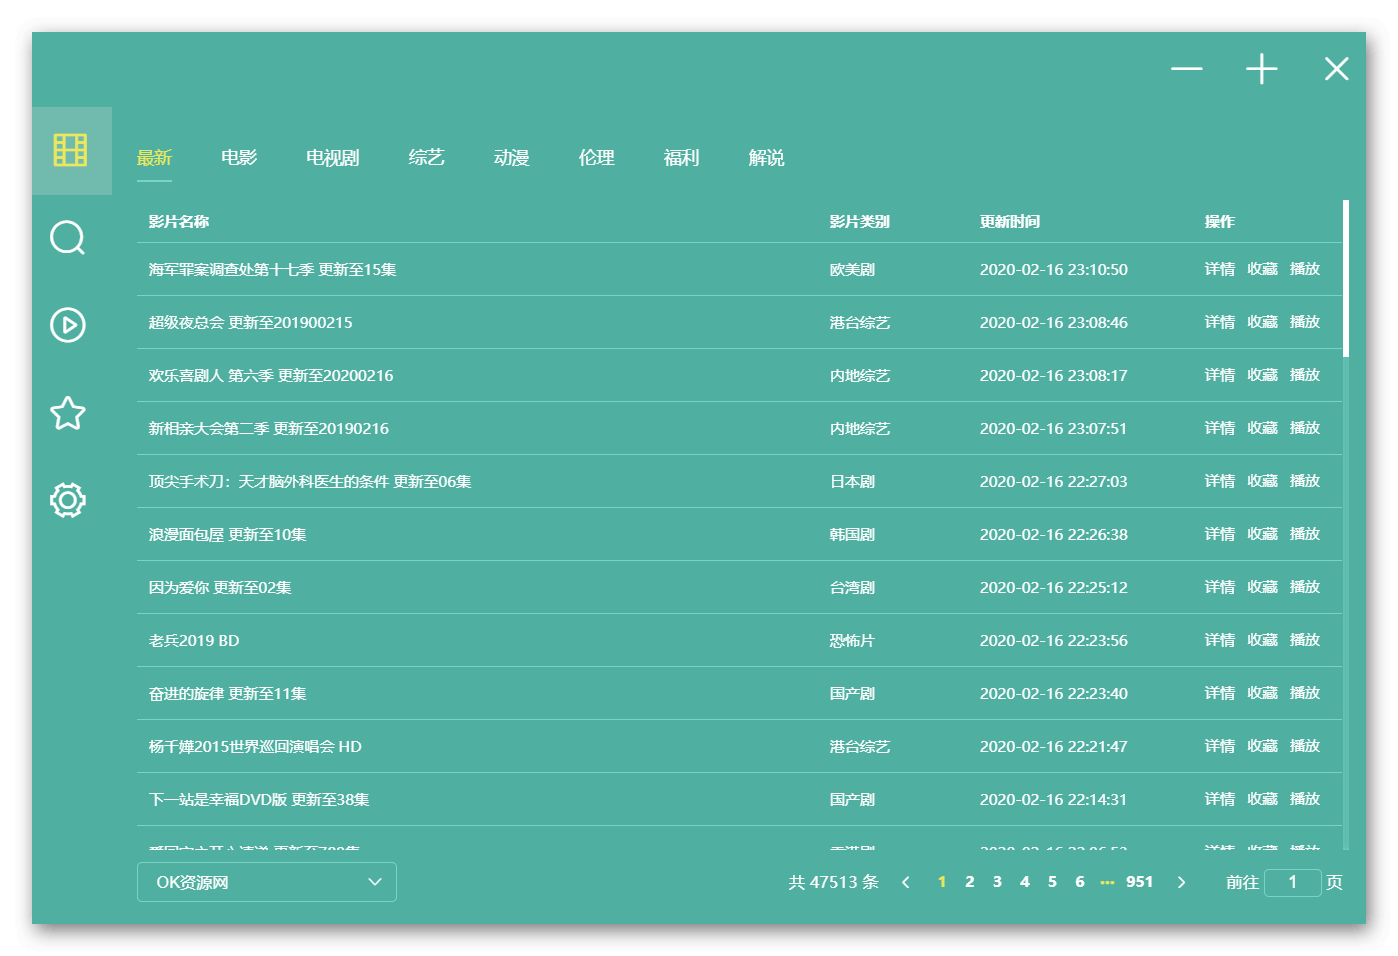 最新 电影 电视剧 综艺 动漫 伦理 福利 解说
影片名称 影片类别 更新时间 操作
海军罪案调查处第十七季 更新至15集 欧美剧 2020-02-16 23:10:50 详情 收藏 播放
超级夜总会 更新至201900215 港台综艺 2020-02-16 23:08:46 详情 收藏 播放
欢乐喜剧人 第六季 更新至20200216 内地综艺 2020-02-16 23:08:17 详情 收藏 播放
新相亲大会第二季 更新至20190216 内地综艺 2020-02-16 23:07:51 详情 收藏 播放
顶尖手术刀：天才脑外科医生的条件 更新至06集 日本剧 2020-02-16 22:27:03 详情 收藏 播放
浪漫面包屋 更新至10集 韩国剧 2020-02-16 22:26:38 详情 收藏 播放
因为爱你 更新至02集 台湾剧 2020-02-16 22:25:12 详情 收藏 播放
老兵2019 BD 恐怖片 2020-02-16 22:23:56 详情 收藏 播放
奋进的旋律 更新至11集 国产剧 2020-02-16 22:23:40 详情 收藏 播放
杨千嬅2015世界巡回演唱会 HD 港台综艺 2020-02-16 22:21:47 详情 收藏 播放
下一站是幸福DVD版 更新至38集 国产剧 2020-02-16 22:14:31 详情 收藏 播放
OK资源网 共 47513 条 1 2 3 4 5 6 ··· 951 前往 1 页